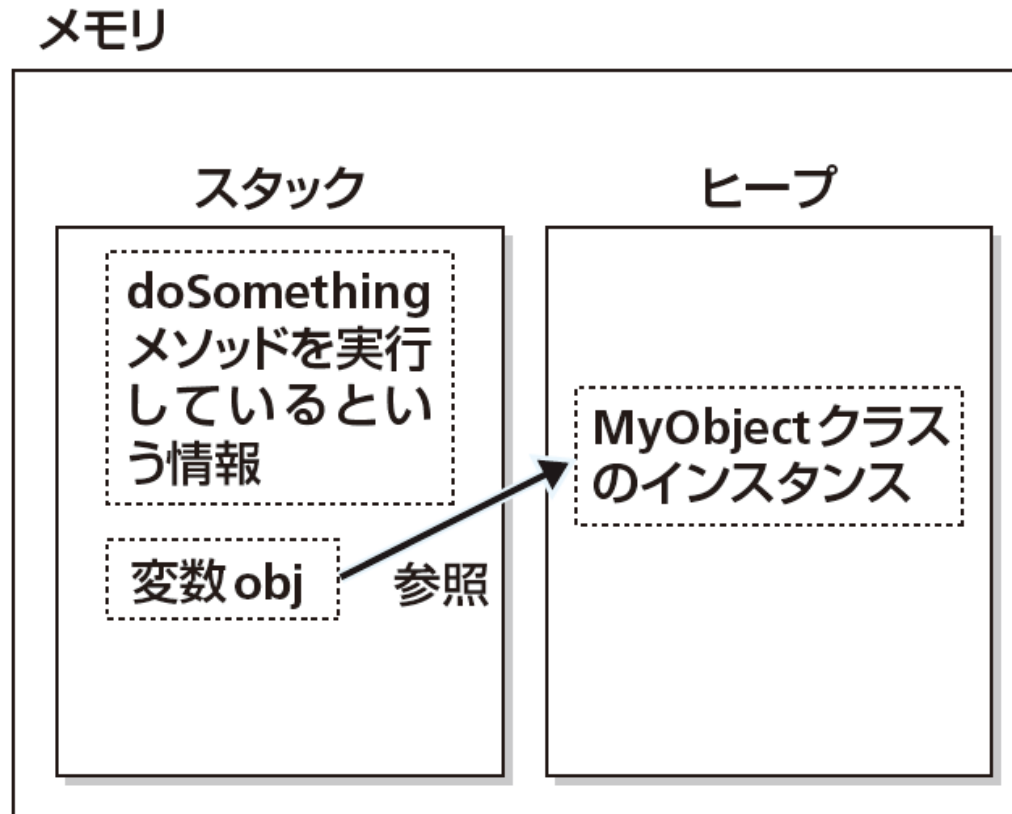 メモリ
スタック
ヒープ
doSomething
メソッドを実行
しているとい
う情報
MyObjectクラス
のインスタンス
変数obj
参照